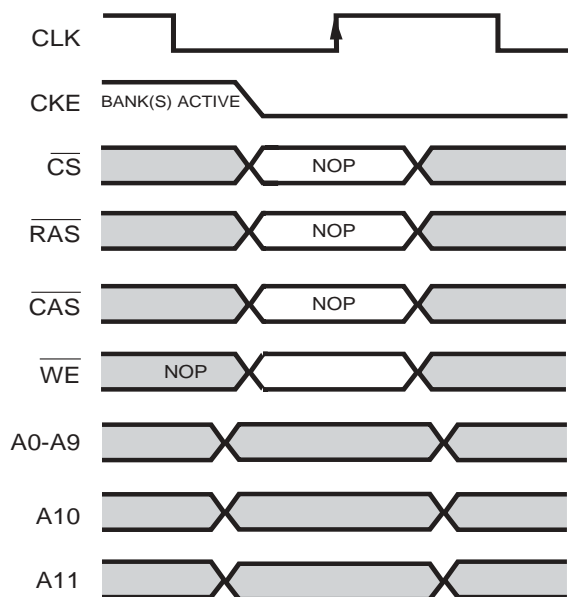 CLK
CKE BANK(S) ACTIVE
CS NOP
RAS NOP
CAS NOP
WE NOP
A0-A9
A10
A11